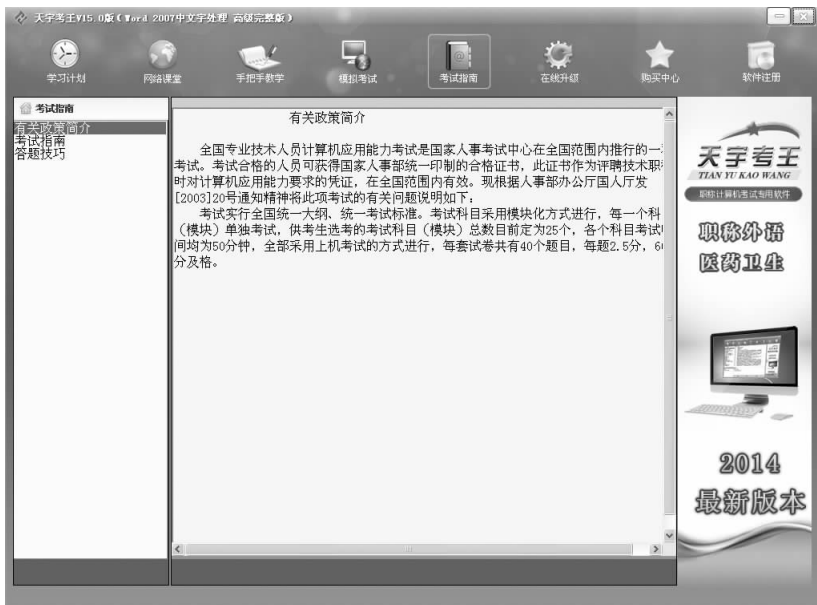 天宇考王V15.0版(Word 2007中文字处理 高级完整版)
学习计划
网络课堂
手把手教学
模拟考试
考试指南
在线升级
购买中心
软件注册
考试指南
有关政策简介
考试指南
答题技巧
有关政策简介
全国专业技术人员计算机应用能力考试是国家人事考试中心在全国范围内推行的一
考试。考试合格的人员可获得国家人事部统一印制的合格证书，此证书作为评聘技术职
时对计算机应用能力要求的凭证，在全国范围内有效。现根据人事部办公厅国人厅发
[2003]20号通知精神将此项考试的有关问题说明如下：
考试实行全国统一大纲、统一考试标准。考试科目采用模块化方式进行，每一个科
（模块）单独考试，供考生选考的考试科目（模块）总数目前定为25个，各个科目考试
间均为50分钟，全部采用上机考试的方式进行，每套试卷共有40个题目，每题2.5分，6
分及格。
天宇考王
TIAN YU KAO WANG
职称计算机考试专用软件
职称外语
医药卫生
2014
最新版本